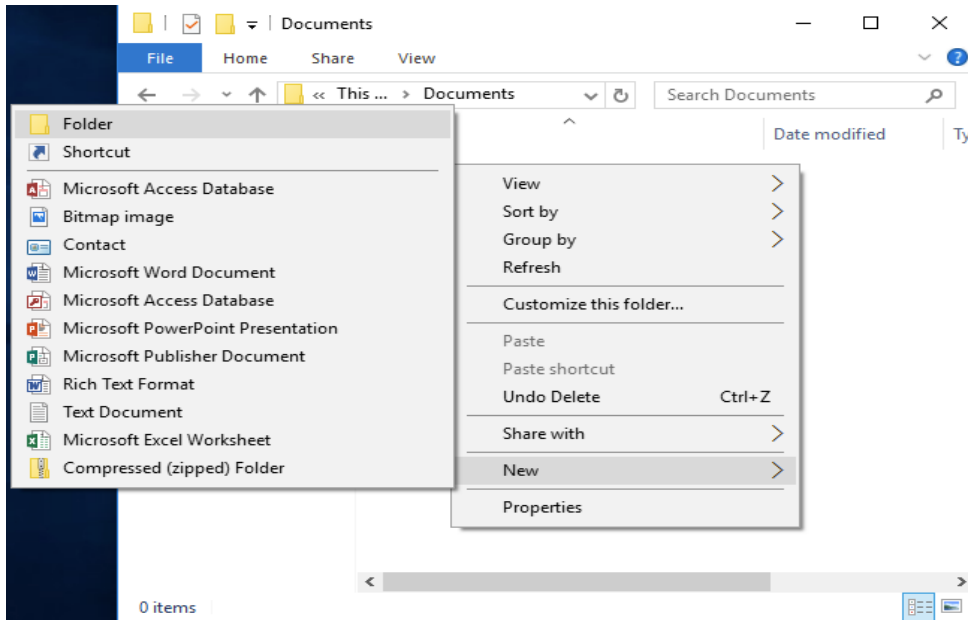 Documents
File Home Share View
« This ... > Documents Search Documents
Date modified Ty
Folder
Shortcut
Microsoft Access Database
Bitmap image
Contact
Microsoft Word Document
Microsoft Access Database
Microsoft PowerPoint Presentation
Microsoft Publisher Document
Rich Text Format
Text Document
Microsoft Excel Worksheet
Compressed (zipped) Folder
View
Sort by
Group by
Refresh
Customize this folder...
Paste
Paste shortcut
Undo Delete Ctrl+Z
Share with
New
Properties
0 items